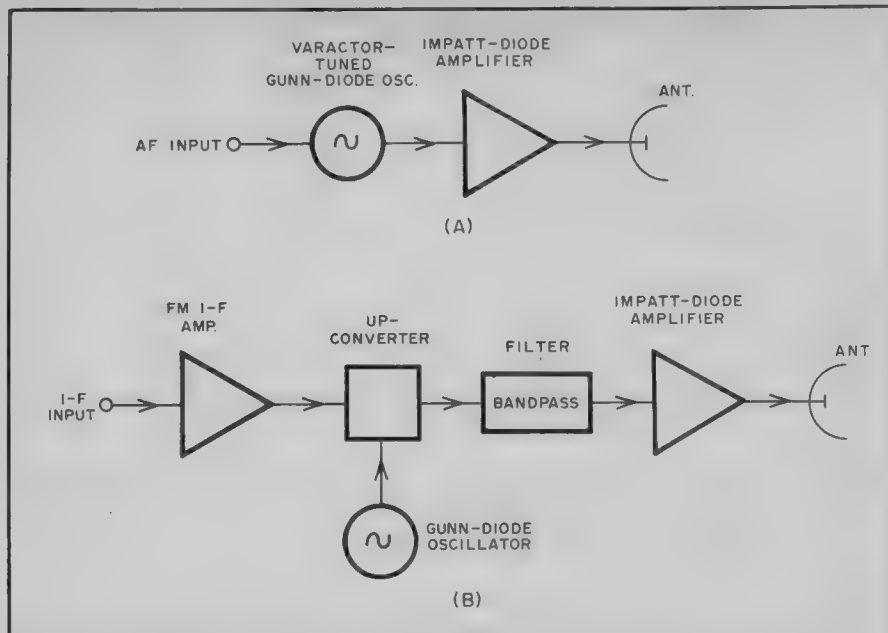 VARACTOR-
TUNED
GUNN-DIODE OSC.
IMPATT-DIODE
AMPLIFIER
ANT.
AF INPUT
(A)
FM I-F
AMP.
UP-
CONVERTER
FILTER
IMPATT-DIODE
AMPLIFIER
ANT
I-F
INPUT
BANDPASS
GUNN-DIODE
OSCILLATOR
(B)